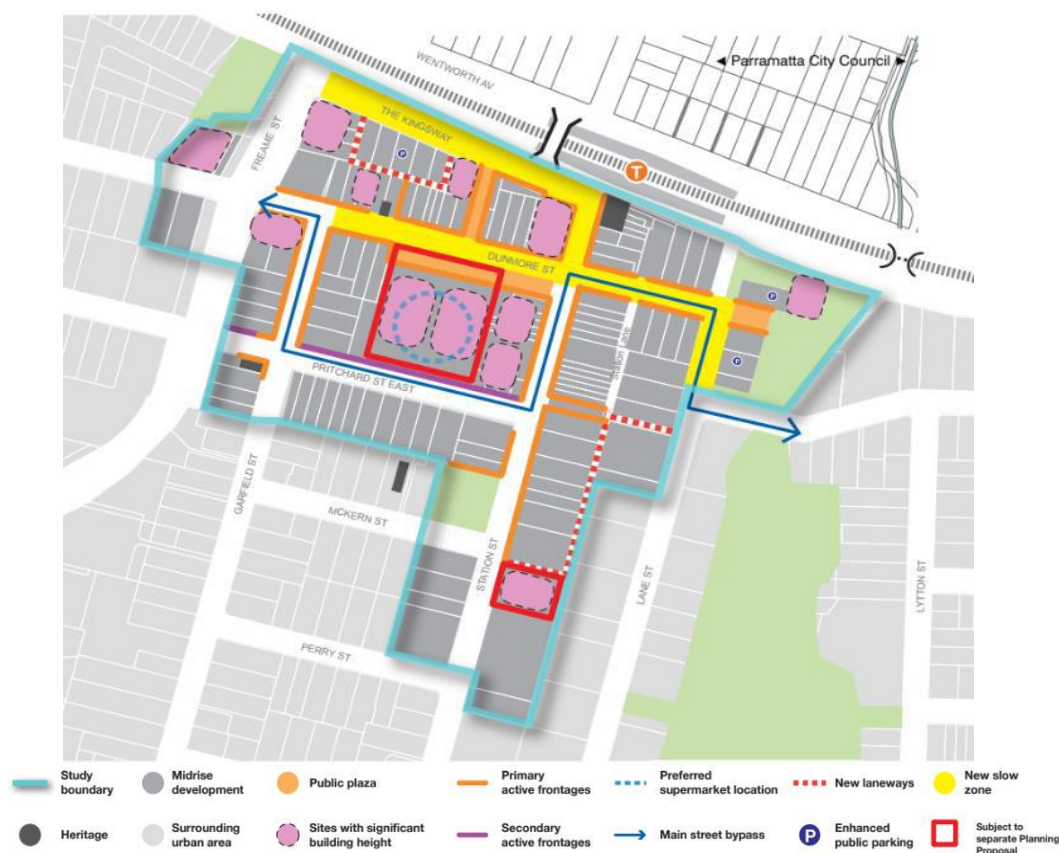 WENTWORTH AV
◄ Parramatta City Council ►
THE KINGSWAY
FREAME ST
P
T
DUNMORE ST
P
Station Lane
P
PRITCHARD ST EAST
GARFIELD ST
MCKERN ST
STATION ST
LANE ST
LYTTON ST
PERRY ST
Study
boundary
Midrise
development
Public plaza
Primary
active frontages
Preferred
supermarket location
New laneways
New slow
zone
Heritage
Surrounding
urban area
Sites with significant
building height
Secondary
active frontages
Main street bypass
P
Enhanced
public parking
Subject to
separate Planning
Proposal